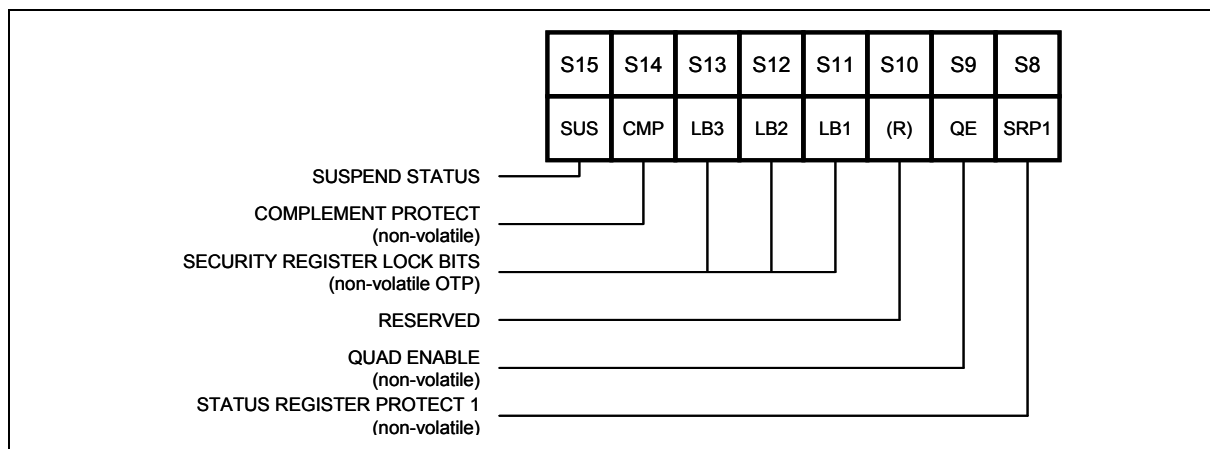 S15 S14 S13 S12 S11 S10 S9 S8
SUS CMP LB3 LB2 LB1 (R) QE SRP1
SUSPEND STATUS
COMPLEMENT PROTECT
(non-volatile)
SECURITY REGISTER LOCK BITS
(non-volatile OTP)
RESERVED
QUAD ENABLE
(non-volatile)
STATUS REGISTER PROTECT 1
(non-volatile)